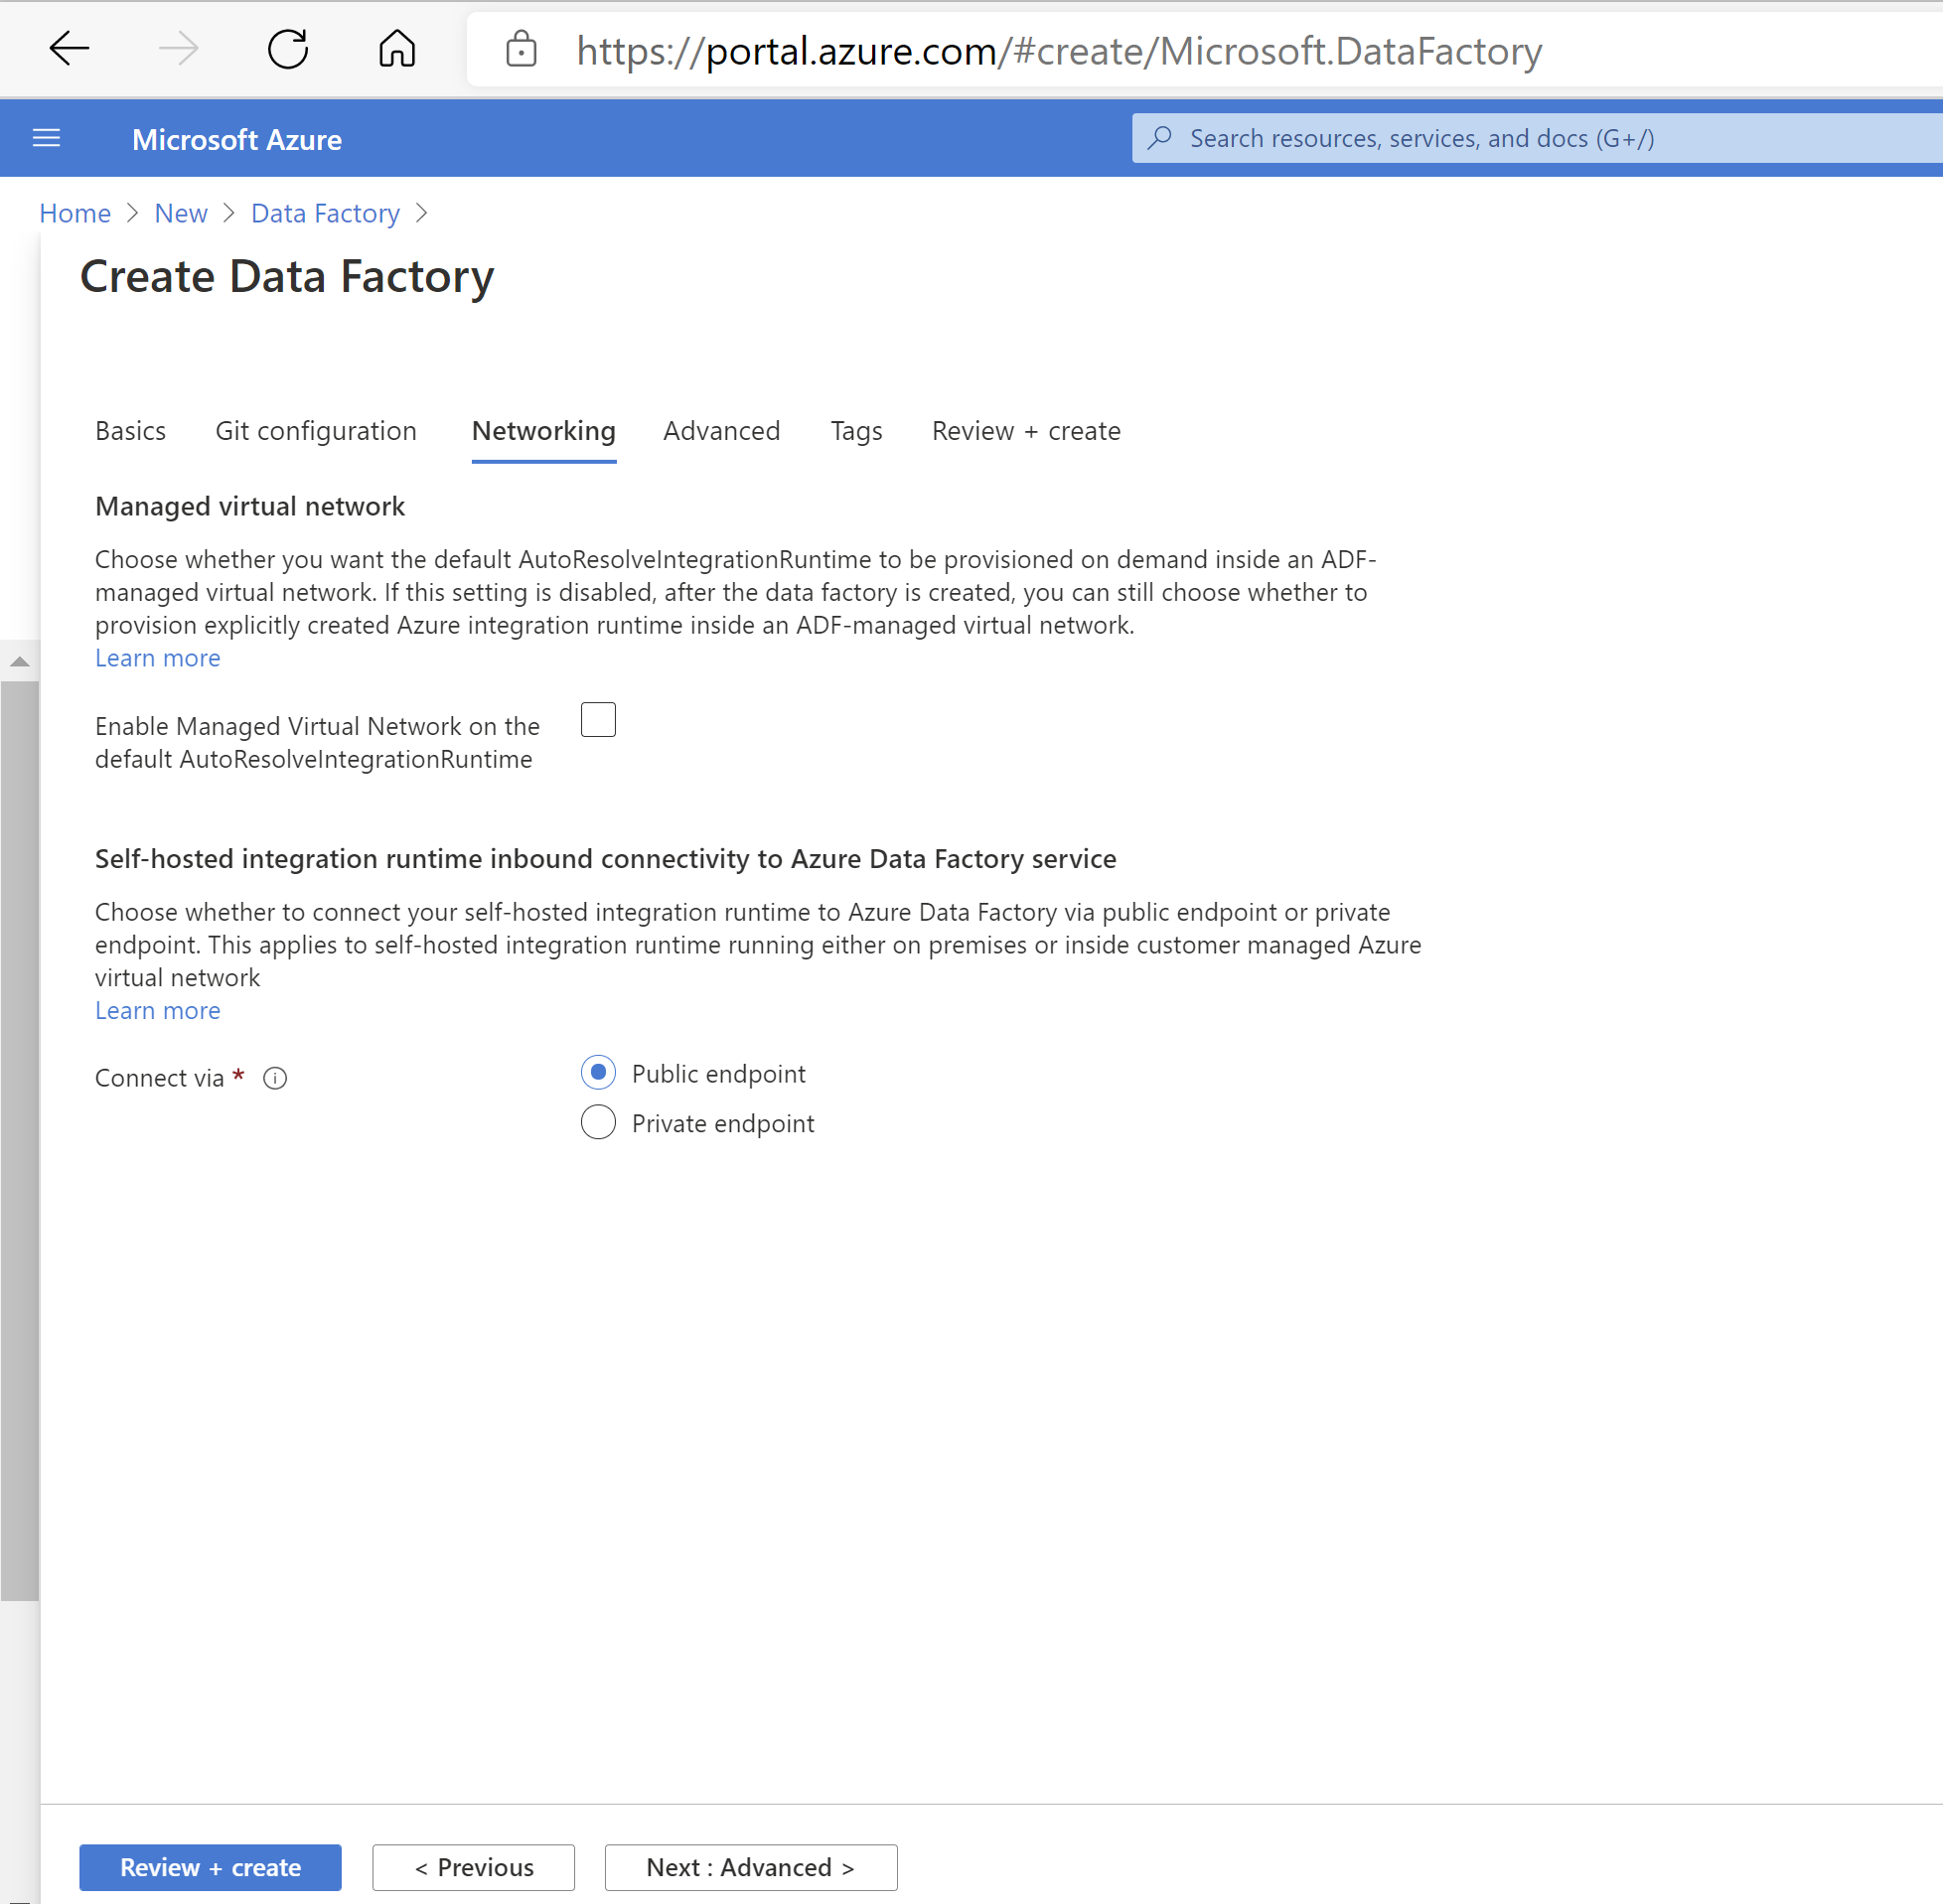 https://portal.azure.com/#create/Microsoft.DataFactory
Microsoft Azure
Search resources, services, and docs (G+/)
Home > New > Data Factory >
Create Data Factory
Basics Git configuration Networking Advanced Tags Review + create
Managed virtual network
Choose whether you want the default AutoResolveIntegrationRuntime to be provisioned on demand inside an ADF-
managed virtual network. If this setting is disabled, after the data factory is created, you can still choose whether to
provision explicitly created Azure integration runtime inside an ADF-managed virtual network.
Learn more
Enable Managed Virtual Network on the
default AutoResolveIntegrationRuntime
Self-hosted integration runtime inbound connectivity to Azure Data Factory service
Choose whether to connect your self-hosted integration runtime to Azure Data Factory via public endpoint or private
endpoint. This applies to self-hosted integration runtime running either on premises or inside customer managed Azure
virtual network
Learn more
Connect via *
Public endpoint
Private endpoint
Review + create
< Previous
Next : Advanced >